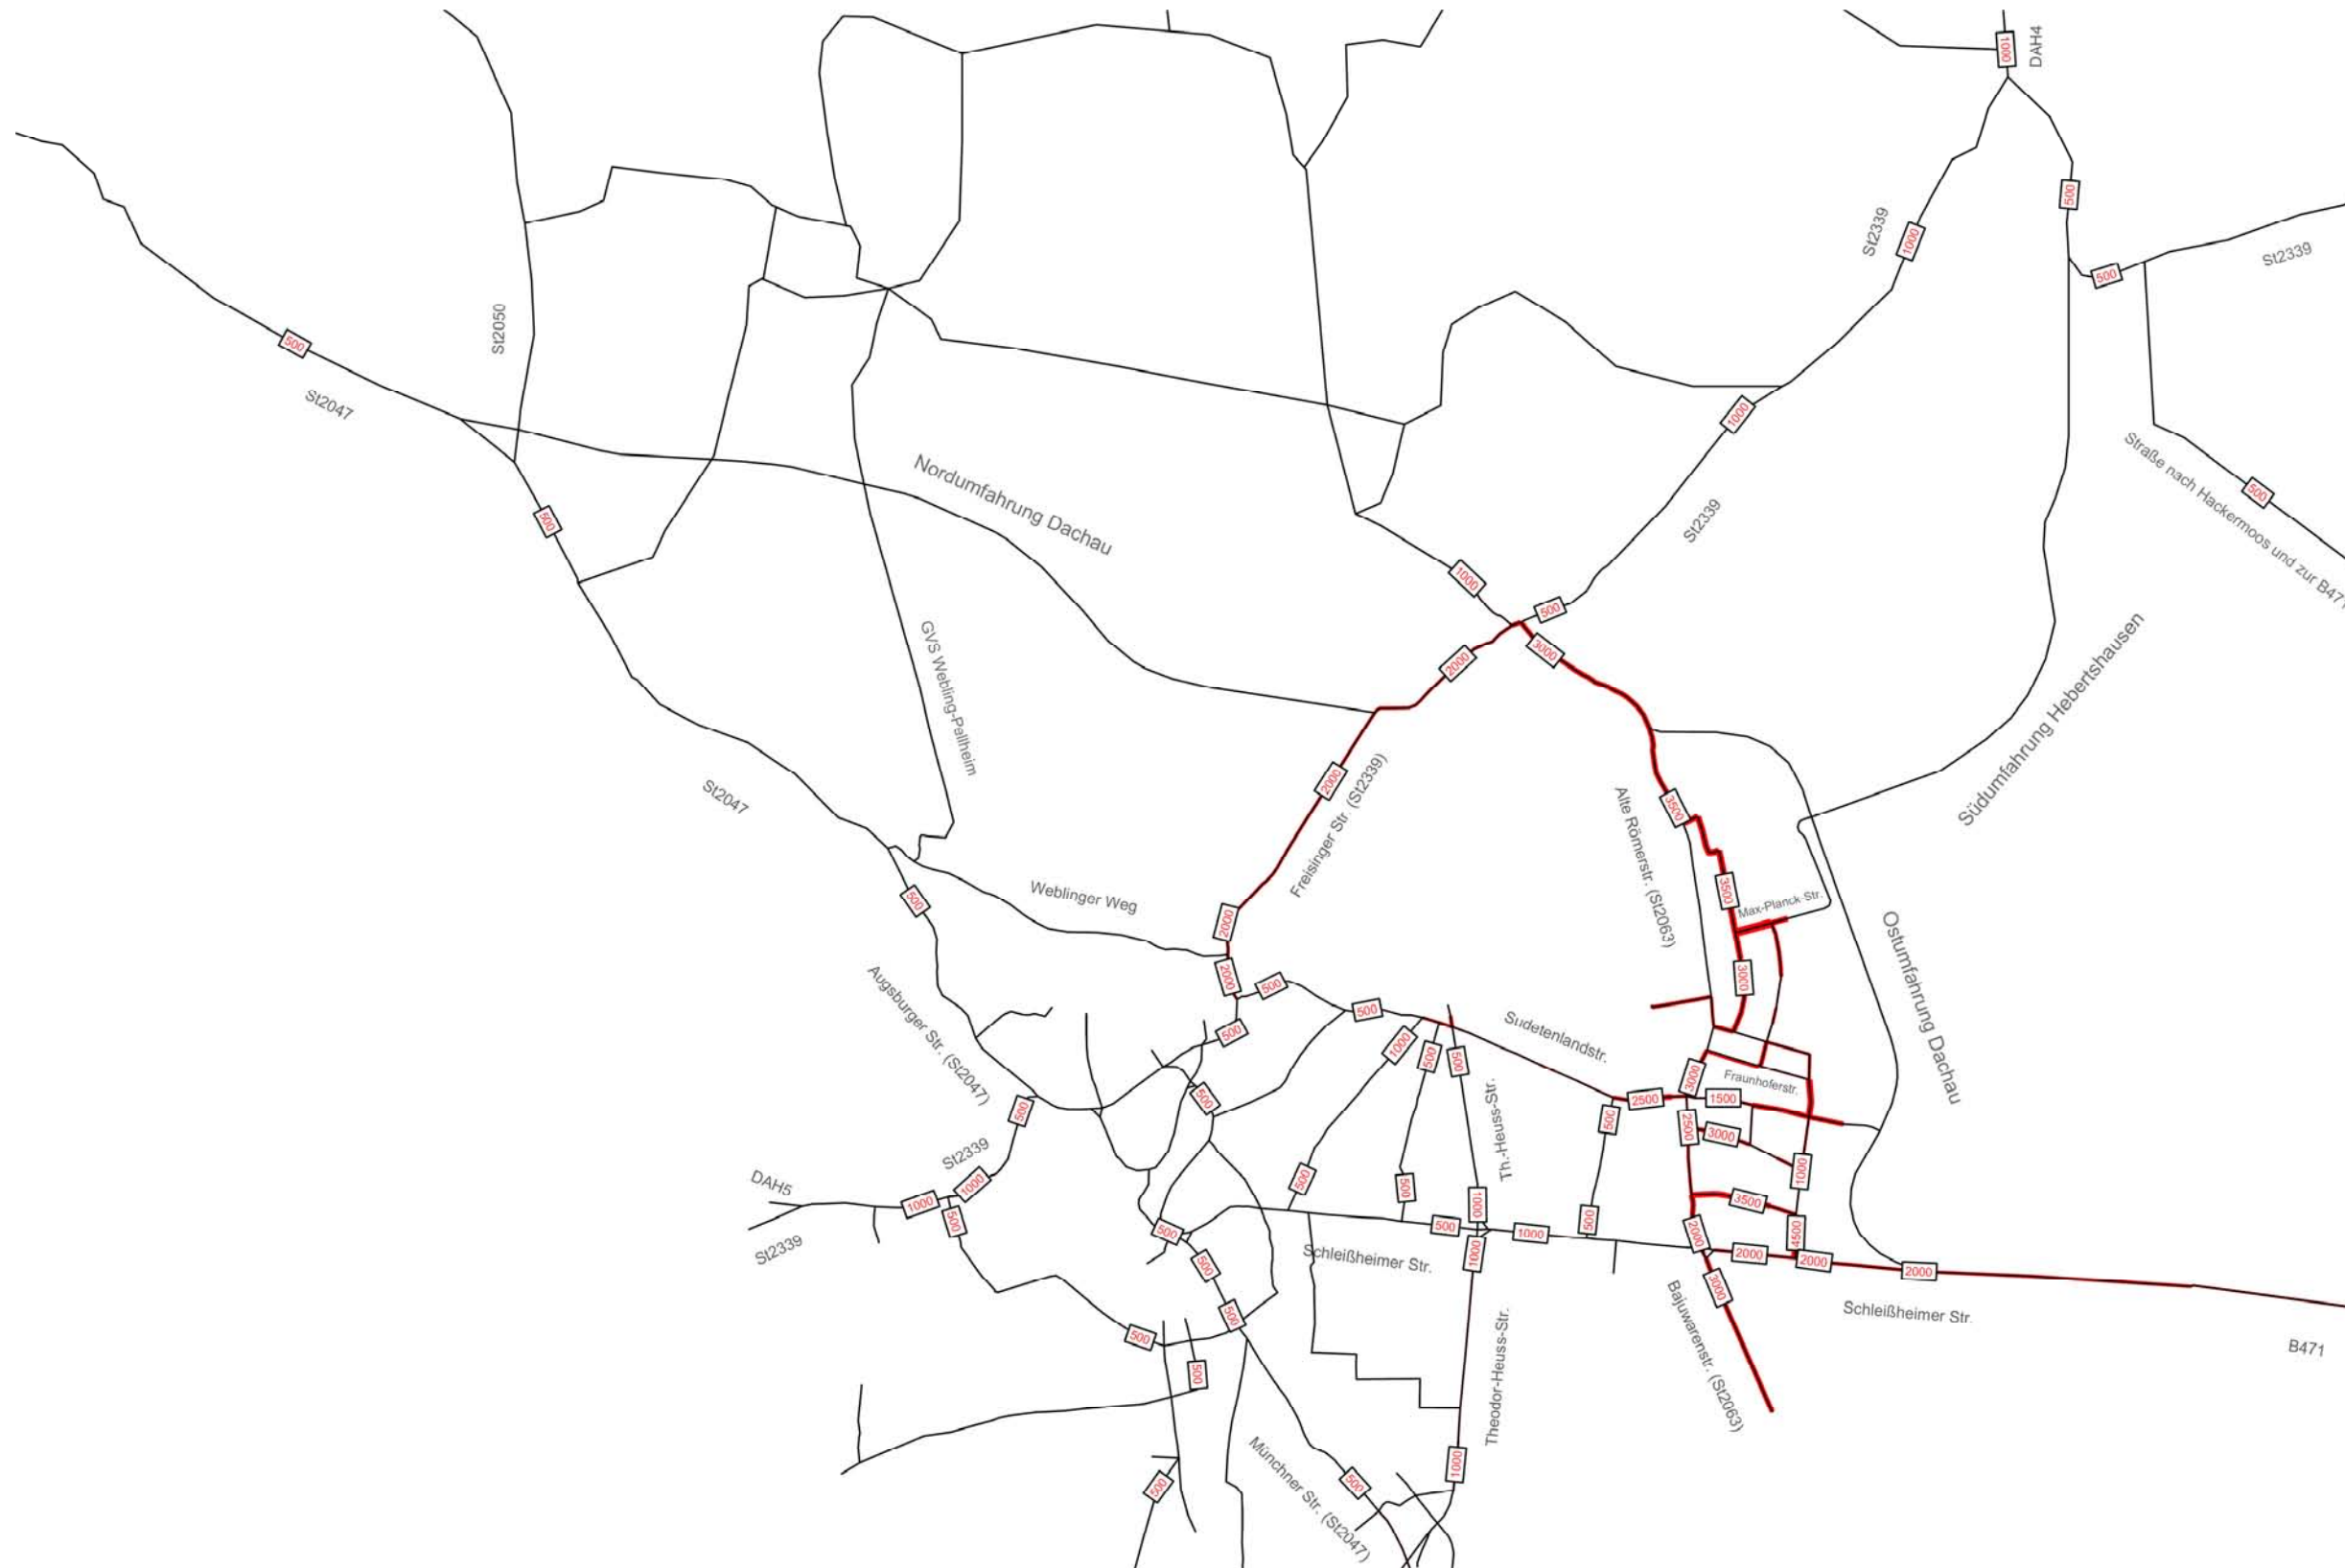 1000
DAH4
500
St2339
1000
500
St2339
500
St2050
St2047
1000
Nordumfahrung Dachau
Straße nach Hackermoos und zur B471
500
500
St2339
1000
500
GVS Webling-Pellheim
3000
2000
Südumfahrung Hebertshausen
2000
Freisinger Str. (St2339)
St2047
Alte Römerstr. (St2063)
3500
3500
Max-Planck-Str.
Weblinger Weg
500
2000
Ostumfahrung Dachau
2000
3000
500
Augsburger Str. (St2047)
500
500
Sudetenlandstr.
1000
500
500
3000
Fraunhoferstr.
500
500
2500
1500
Th.-Heuss-Str.
500
2500
3000
St2339
1000
DAH5
1000
500
500
1000
500
1000
3500
500
St2339
500
500
1000
500
2000
4500
Schleißheimer Str.
1000
2000
2000
2000
500
3000
500
Schleißheimer Str.
500
Theodor-Heuss-Str.
Bajuwarenstr. (St2063)
B471
500
Münchner Str. (St2047)
1000
500
500